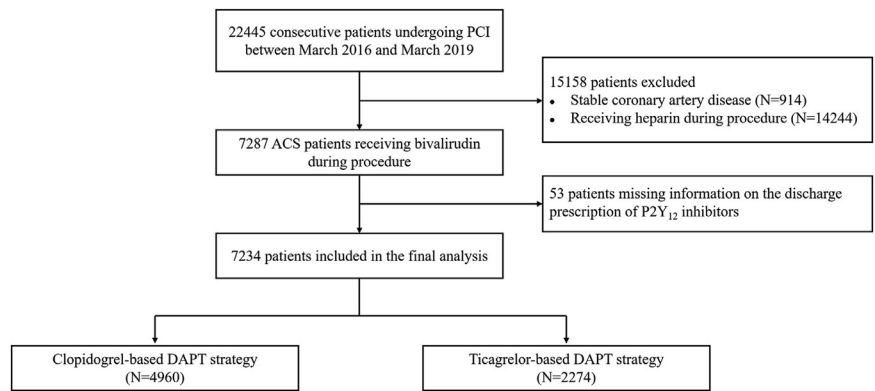 22445 consecutive patients undergoing PCI
between March 2016 and March 2019
15158 patients excluded
• Stable coronary artery disease (N=914)
• Receiving heparin during procedure (N=14244)
7287 ACS patients receiving bivalirudin
during procedure
53 patients missing information on the discharge
prescription of P2Y₁₂ inhibitors
7234 patients included in the final analysis
Clopidogrel-based DAPT strategy
(N=4960)
Ticagrelor-based DAPT strategy
(N=2274)